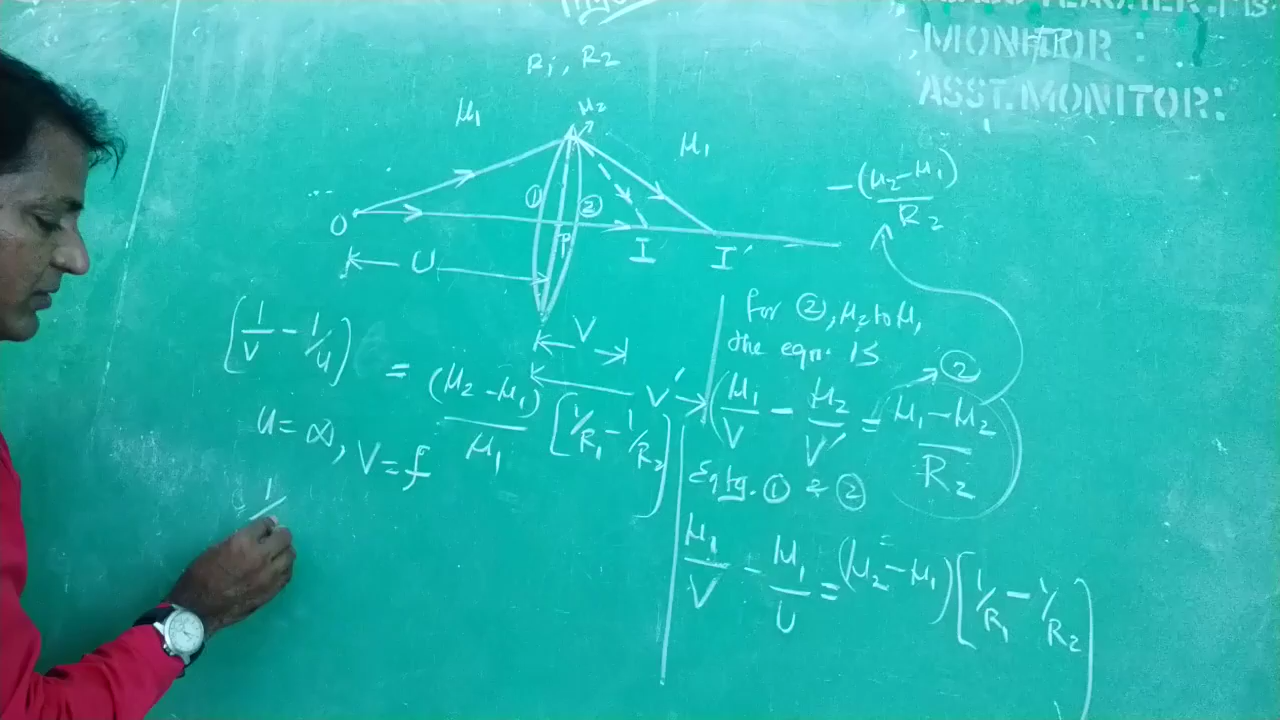 MONITOR :
ASST.MONITOR:
R₁, R₂
μ₁
μ₂
μ₁
① ②
O
P
I
I′
U
V
V′
-(μ₂-μ₁)/R₂
[1/v - 1/u] = (μ₂-μ₁)/μ₁ [1/R₁ - 1/R₂]
u = ∞, V = f
1/
for ②, μ₂ to μ₁
the eqn. is
(μ₁/V - μ₂/V′ = μ₁-μ₂/R₂ ②
① & ②
μ₁/V - μ₁/U = (μ₂-μ₁) [1/R₁ - 1/R₂]